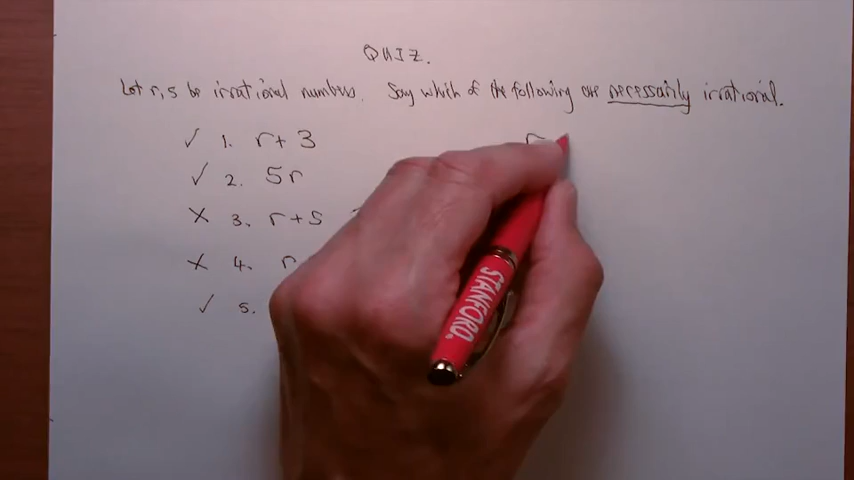 QUIZ.
Let r, s be irrational numbers. Say which of the following are necessarily irrational.
✓ 1. r + 3
✓ 2. 5r
✗ 3. r + s
✗ 4. r
✓ 5.
r
STANFORD.